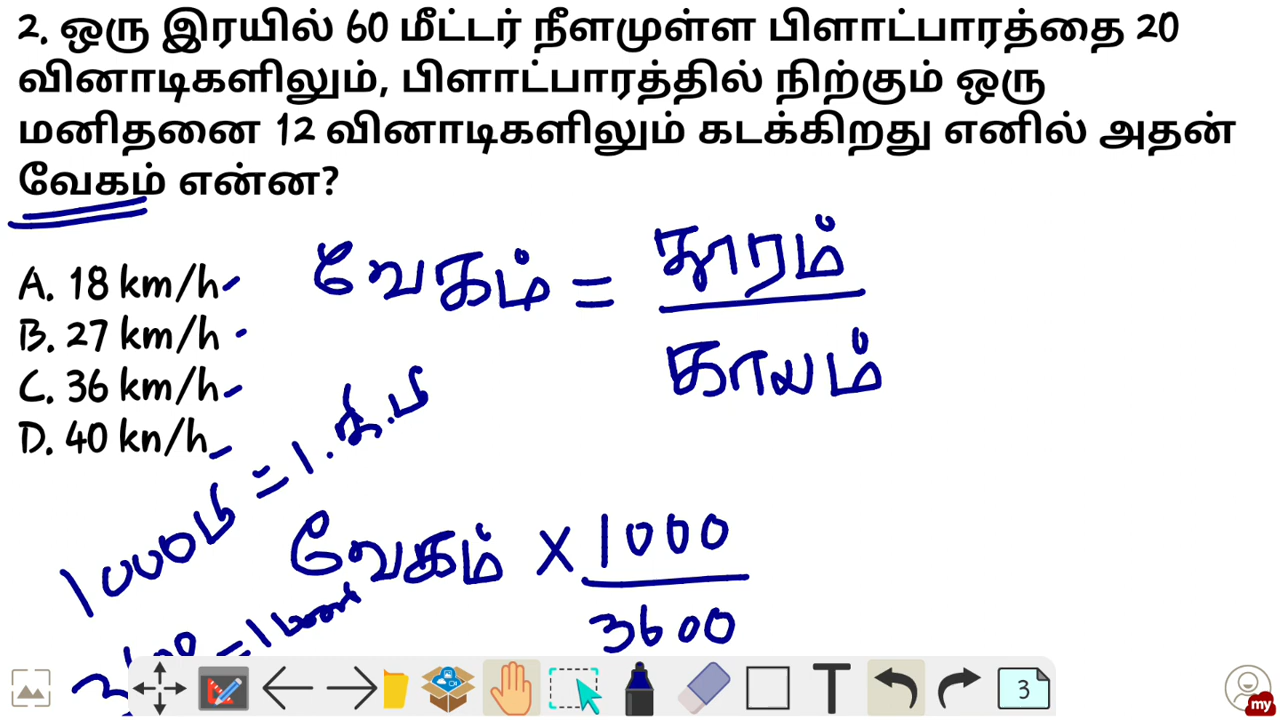 2. ஒரு இரயில் 60 மீட்டர் நீளமுள்ள பிளாட்பாரத்தை 20
வினாடிகளிலும், பிளாட்பாரத்தில் நிற்கும் ஒரு
மனிதனை 12 வினாடிகளிலும் கடக்கிறது எனில் அதன்
வேகம் என்ன?
A. 18 km/h
B. 27 km/h
C. 36 km/h
D. 40 kn/h
வேகம் = தூரம்
காலம்
1000மீ = 1.கி.மீ
வேகம் × 1000
3600
= 1
3
my